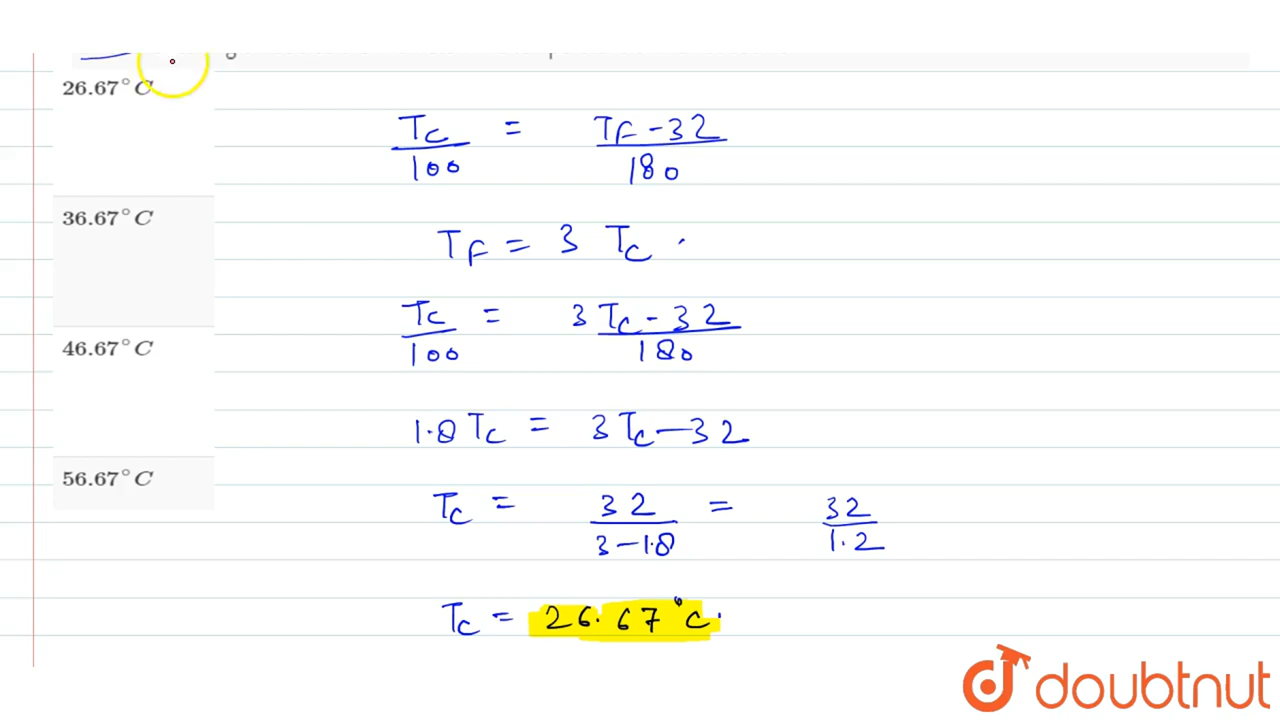 26.67°C
36.67°C
46.67°C
56.67°C
Tc/100 = TF-32/180
TF = 3 Tc .
Tc/100 = 3 Tc - 32/180
1.8 Tc = 3 Tc - 32
Tc = 32/3-1.8 = 32/1.2
Tc = 26.67°C.
doubtnut